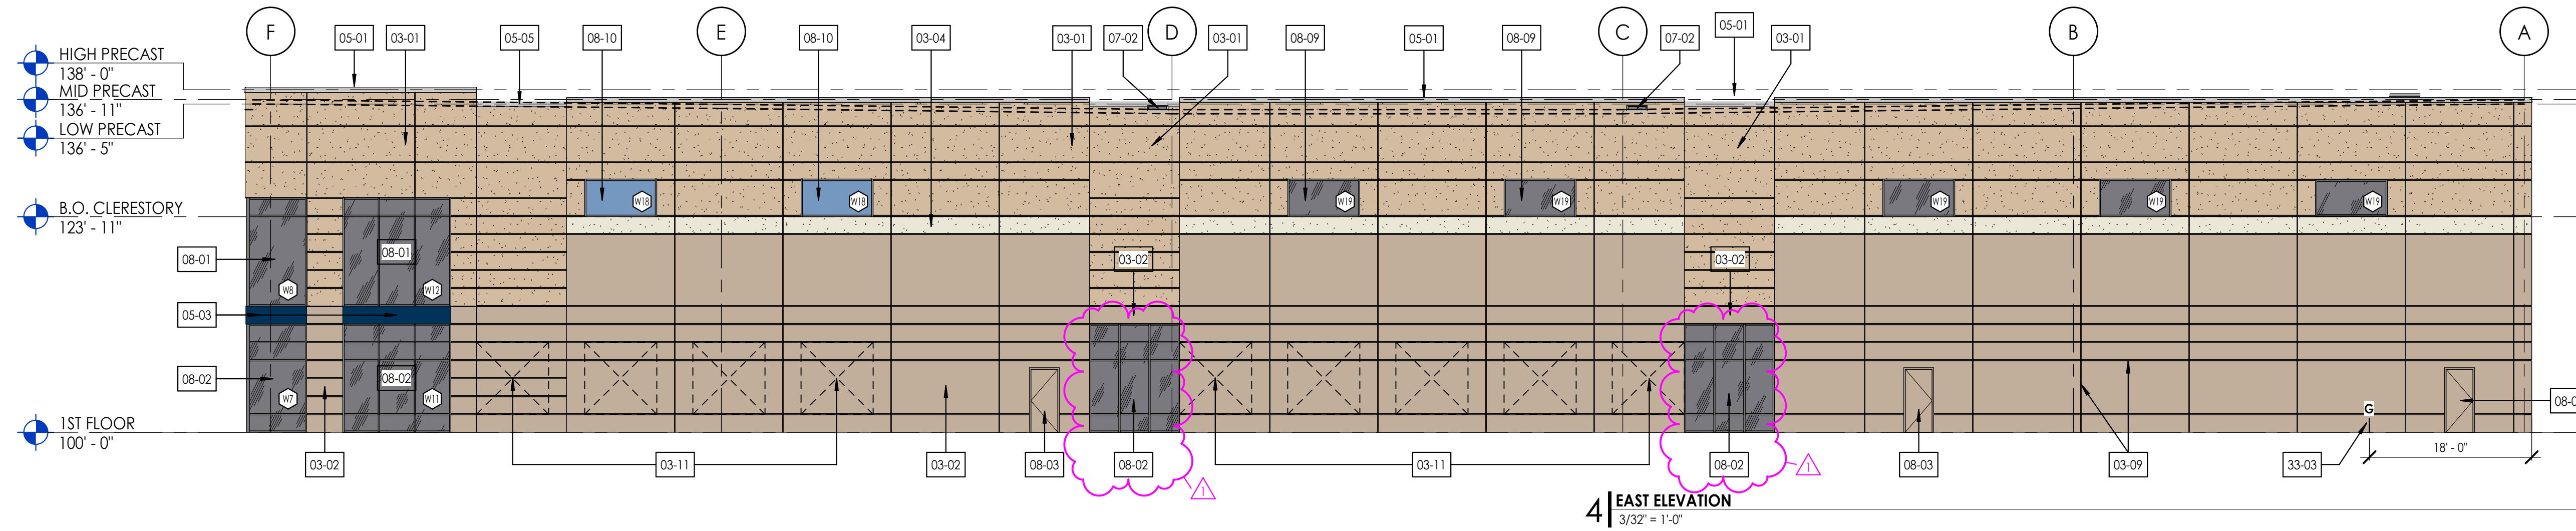 F
05-01
03-01
05-05
08-10
E
08-10
03-04
03-01
07-02
D
03-01
08-09
05-01
08-09
C
07-02
05-01
03-01
B
A
HIGH PRECAST
138' - 0"
MID PRECAST
136' - 11"
LOW PRECAST
136' - 5"
B.O. CLERESTORY
123' - 11"
W18
W18
W19
W19
W19
W19
W19
08-01
08-01
03-02
03-02
W8
W12
05-03
08-02
08-02
W7
W11
1ST FLOOR
100' - 0"
G
18' - 0"
03-02
03-11
03-02
08-03
08-02
03-11
08-02
08-03
03-09
33-03
1
1
4
EAST ELEVATION
3/32" = 1'-0"